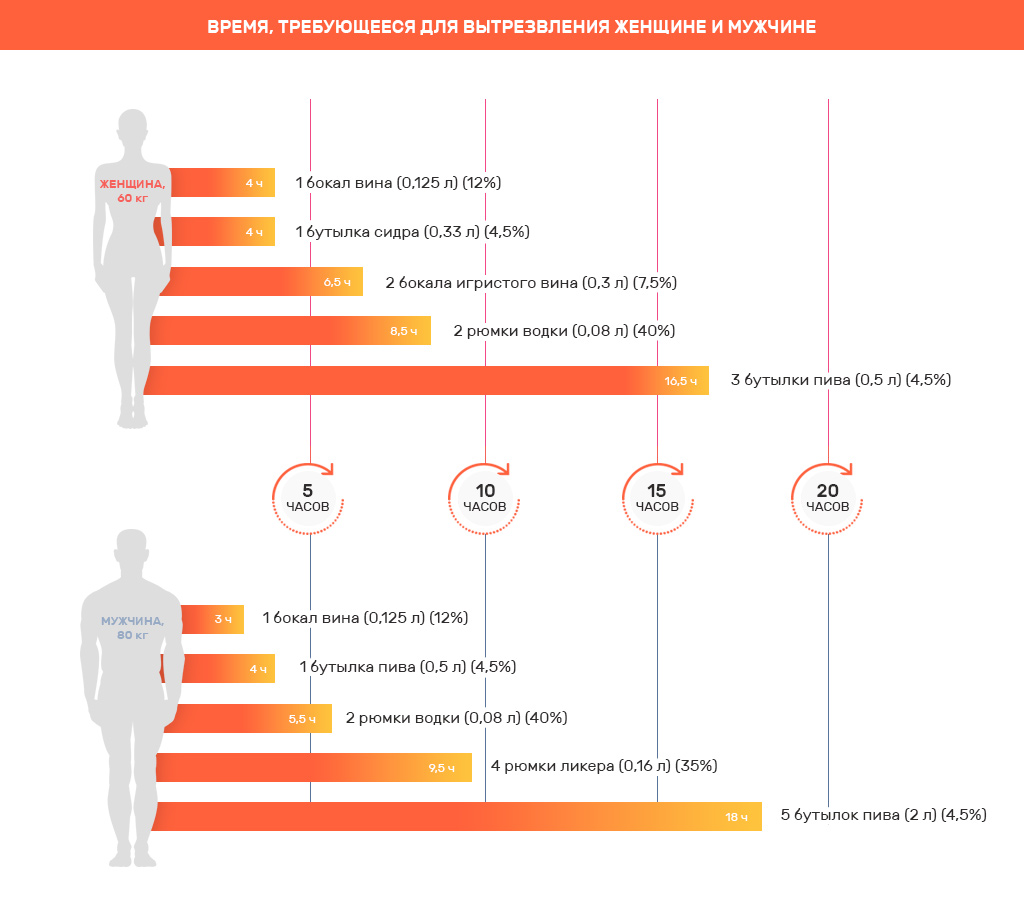 ВРЕМЯ, ТРЕБУЮЩЕЕСЯ ДЛЯ ВЫТРЕЗВЛЕНИЯ ЖЕНЩИНЕ И МУЖЧИНЕ
ЖЕНЩИНА,
60 кг
4 ч
1 бокал вина (0,125 л) (12%)
4 ч
1 бутылка сидра (0,33 л) (4,5%)
6,5 ч
2 бокала игристого вина (0,3 л) (7,5%)
8,5 ч
2 рюмки водки (0,08 л) (40%)
16,5 ч
3 бутылки пива (0,5 л) (4,5%)
5
ЧАСОВ
10
ЧАСОВ
15
ЧАСОВ
20
ЧАСОВ
МУЖЧИНА,
80 кг
3 ч
1 бокал вина (0,125 л) (12%)
4 ч
1 бутылка пива (0,5 л) (4,5%)
5,5 ч
2 рюмки водки (0,08 л) (40%)
9,5 ч
4 рюмки ликера (0,16 л) (35%)
18 ч
5 бутылок пива (2 л) (4,5%)